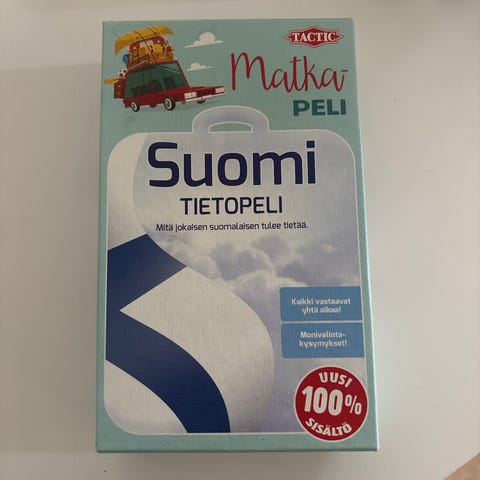 TACTIC
Matka-
PELI
Suomi
TIETOPELI
Mitä jokaisen suomalaisen tulee tietää.
Kaikki vastaavat
yhtä aikaa!
Monivalinta-
kysymykset!
UUSI
100%
SISÄLTÖ